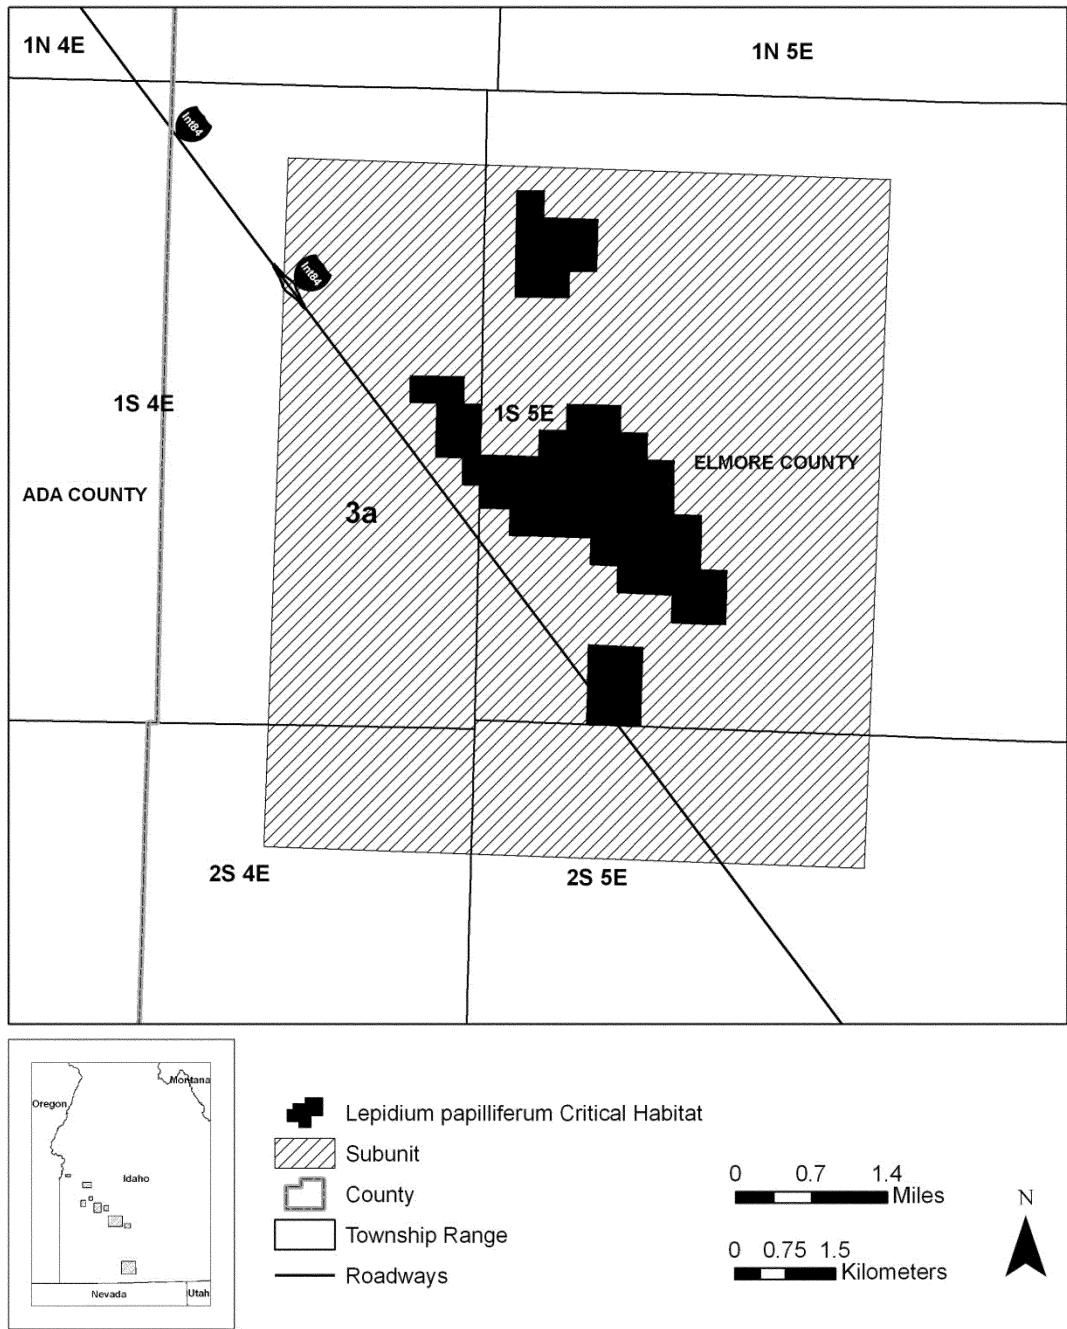 1N 4E
1N 5E
Int84
Int84
1S 4E
1S 5E
ELMORE COUNTY
ADA COUNTY
3a
2S 4E
2S 5E
Oregon
Montana
Idaho
Nevada
Utah
Lepidium papilliferum Critical Habitat
Subunit
County
Township Range
Roadways
0 0.7 1.4
Miles
0 0.75 1.5
Kilometers
N